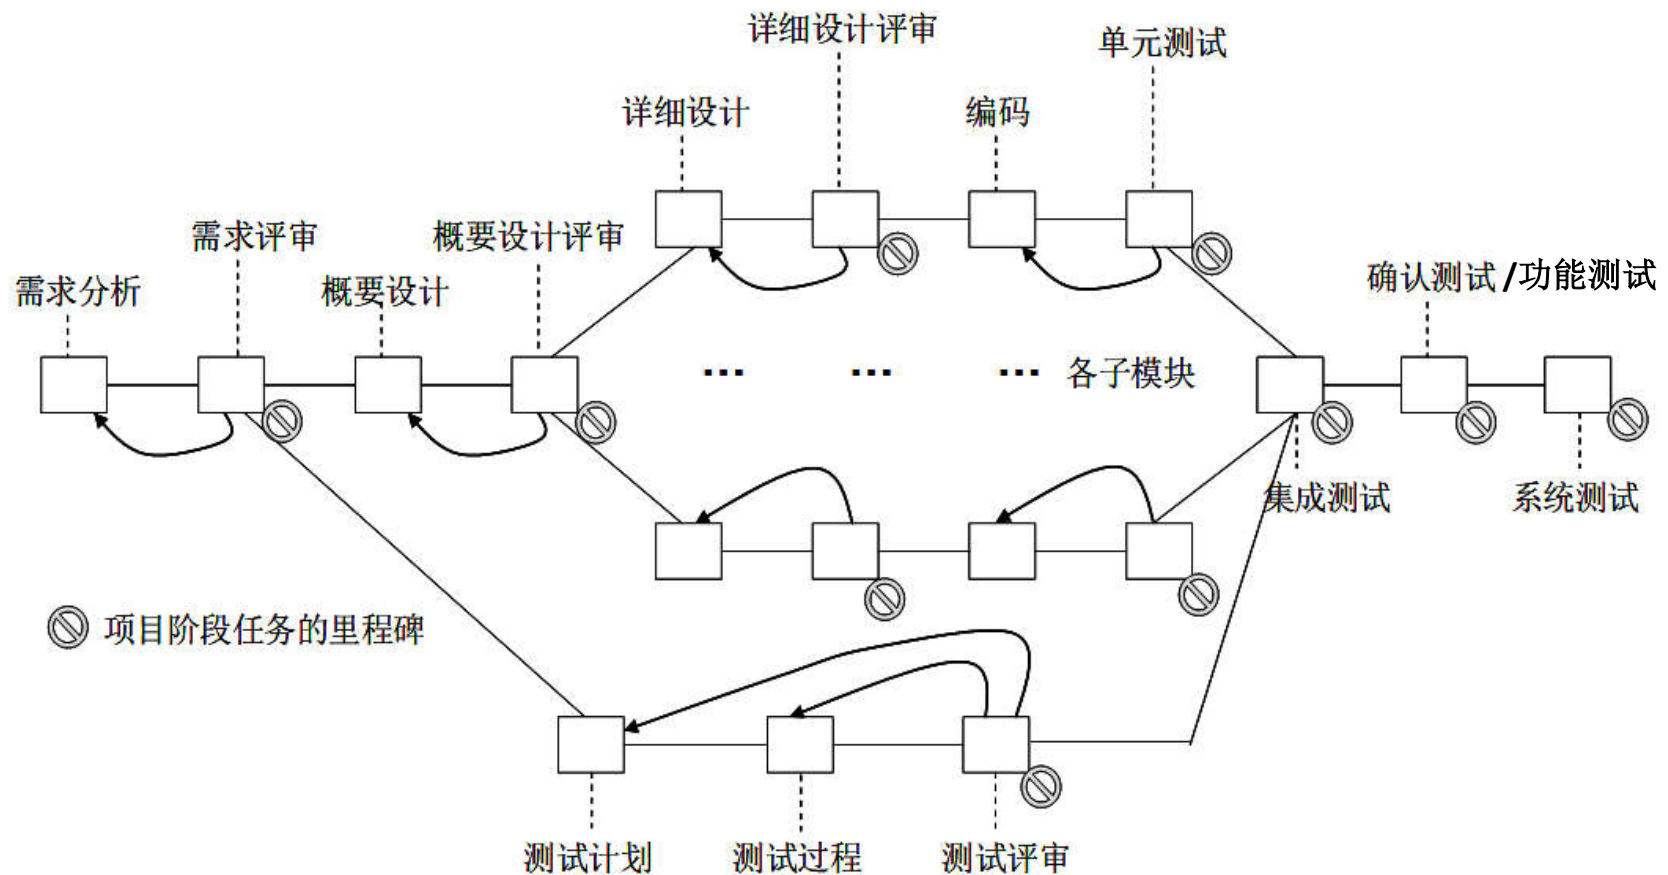 详细设计评审
单元测试
详细设计
编码
需求评审
概要设计评审
需求分析
概要设计
确认测试/功能测试
... ... ... 各子模块
集成测试
系统测试
项目阶段任务的里程碑
测试计划
测试过程
测试评审